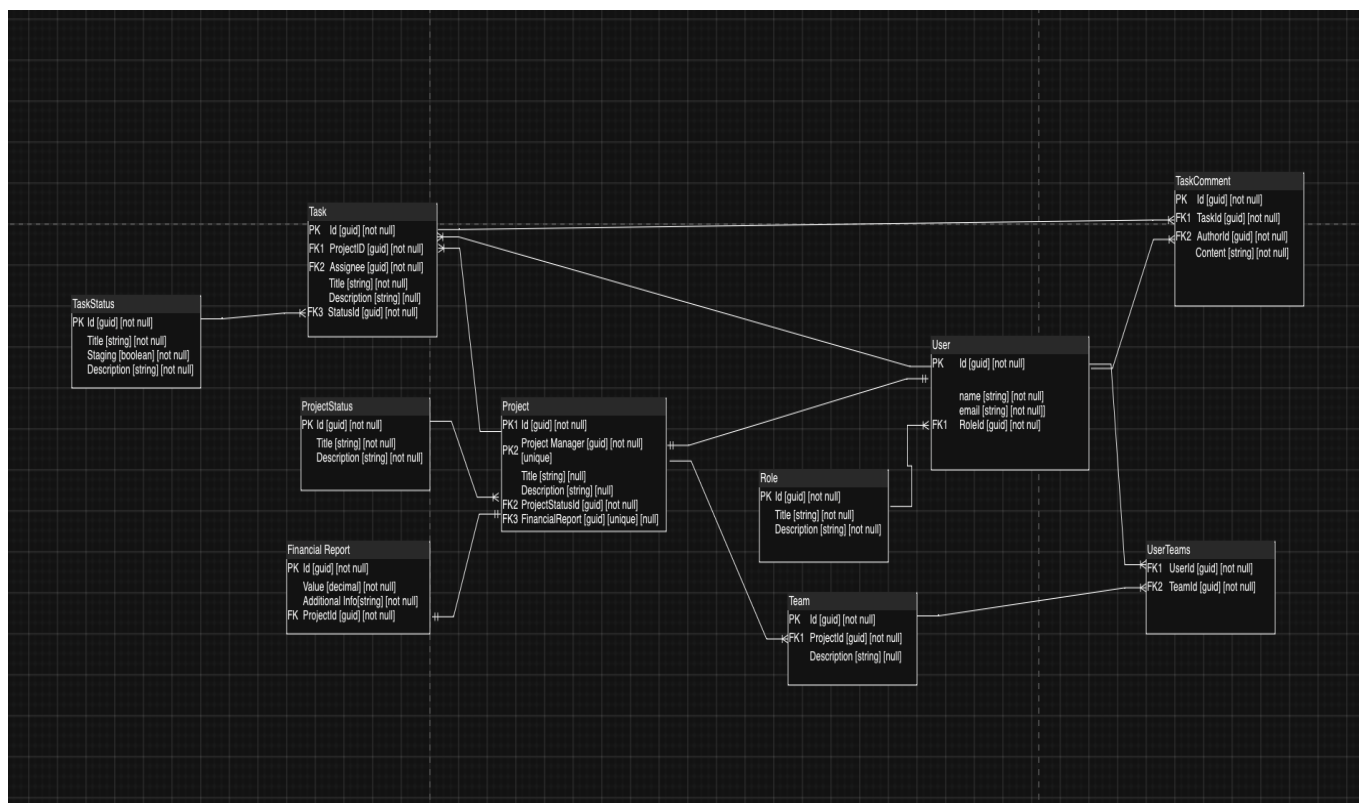 Task
PK Id [guid] [not null]
FK1 ProjectID [guid] [not null]
FK2 Assignee [guid] [not null]
Title [string] [not null]
Description [string] [null]
FK3 StatusId [guid] [not null]
TaskComment
PK Id [guid] [not null]
FK1 TaskId [guid] [not null]
FK2 AuthorId [guid] [not null]
Content [string] [not null]
TaskStatus
PK Id [guid] [not null]
Title [string] [not null]
Staging [boolean] [not null]
Description [string] [not null]
User
PK Id [guid] [not null]
name [string] [not null]
email [string] [not null]]
FK1 RoleId [guid] [not nul]
ProjectStatus
PK Id [guid] [not null]
Title [string] [not null]
Description [string] [not null]
Project
PK1 Id [guid] [not null]
PK2 Project Manager [guid] [not null]
[unique]
Title [string] [null]
Description [string] [null]
FK2 ProjectStatusId [guid] [not null]
FK3 FinancialReport [guid] [unique] [null]
Role
PK Id [guid] [not null]
Title [string] [not null]
Description [string] [not null]
Financial Report
PK Id [guid] [not null]
Value [decimal] [not null]
Additional Info[string] [not null]
FK ProjectId [guid] [not null]
UserTeams
FK1 UserId [guid] [not null]
FK2 TeamId [guid] [not null]
Team
PK Id [guid] [not null]
FK1 ProjectId [guid] [not null]
Description [string] [null]